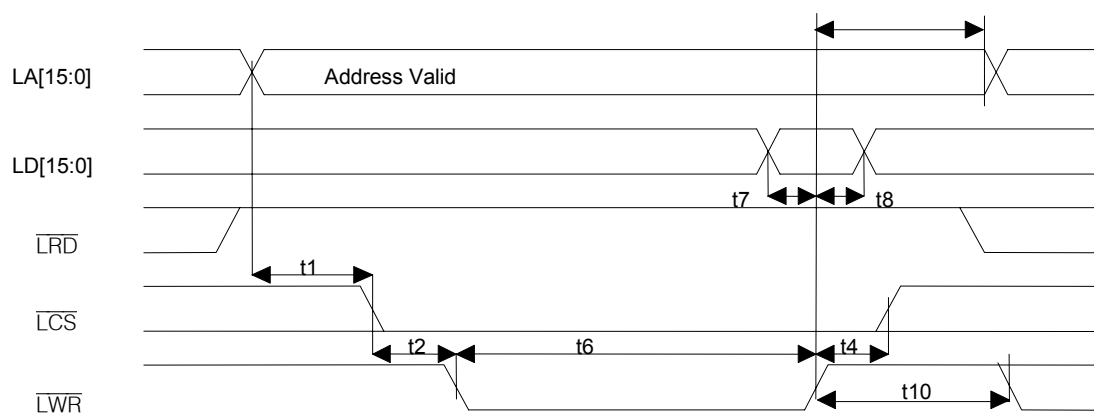 LA[15:0]
Address Valid
LD[15:0]
t7
t8
LRD
t1
LCS
t2
t6
t4
LWR
t10